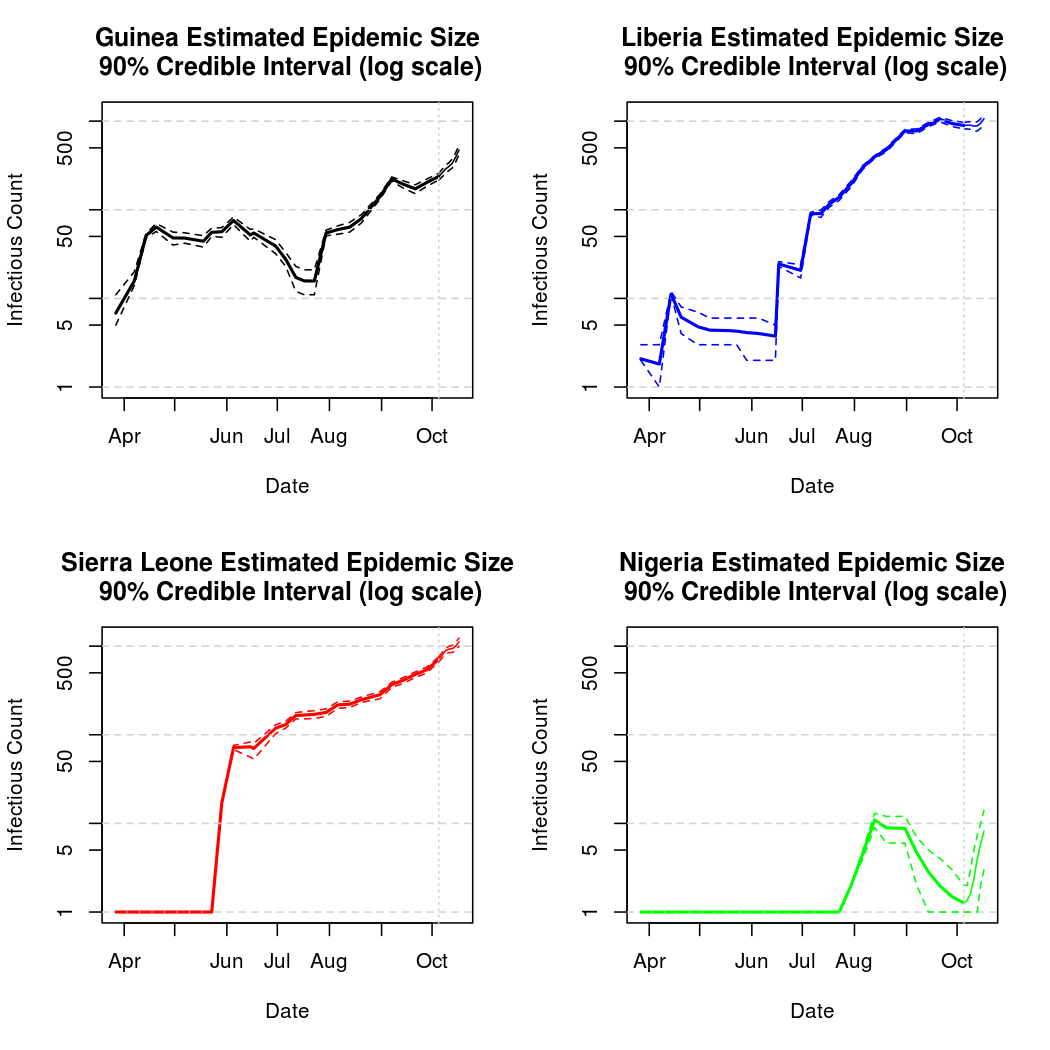 Guinea Estimated Epidemic Size
90% Credible Interval (log scale)
Infectious Count
500
50
5
1
Apr Jun Jul Aug Oct
Date
Liberia Estimated Epidemic Size
90% Credible Interval (log scale)
Infectious Count
500
50
5
1
Apr Jun Jul Aug Oct
Date
Sierra Leone Estimated Epidemic Size
90% Credible Interval (log scale)
Infectious Count
500
50
5
1
Apr Jun Jul Aug Oct
Date
Nigeria Estimated Epidemic Size
90% Credible Interval (log scale)
Infectious Count
500
50
5
1
Apr Jun Jul Aug Oct
Date